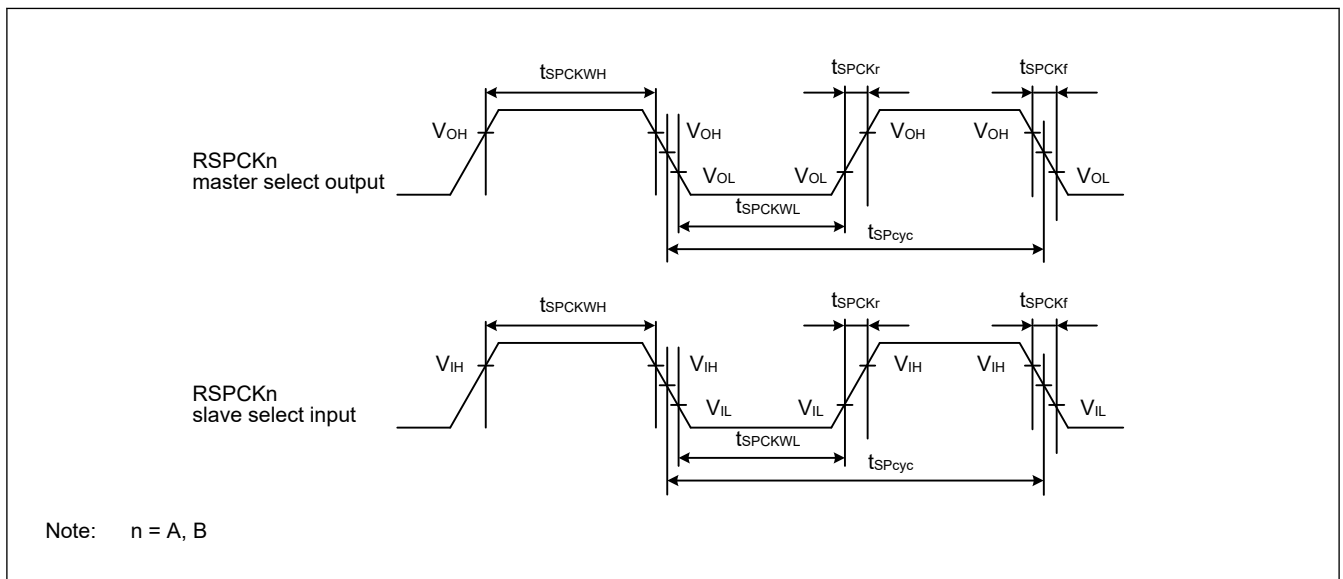 tSPCKWH tSPCKr tSPCKf
VOH VOH VOH VOH
RSPCKn
master select output
VOL VOL VOL
tSPCKWL
tSPcyc
tSPCKWH tSPCKr tSPCKf
VIH VIH VIH VIH
RSPCKn
slave select input
VIL VIL VIL
tSPCKWL
tSPcyc
Note: n = A, B